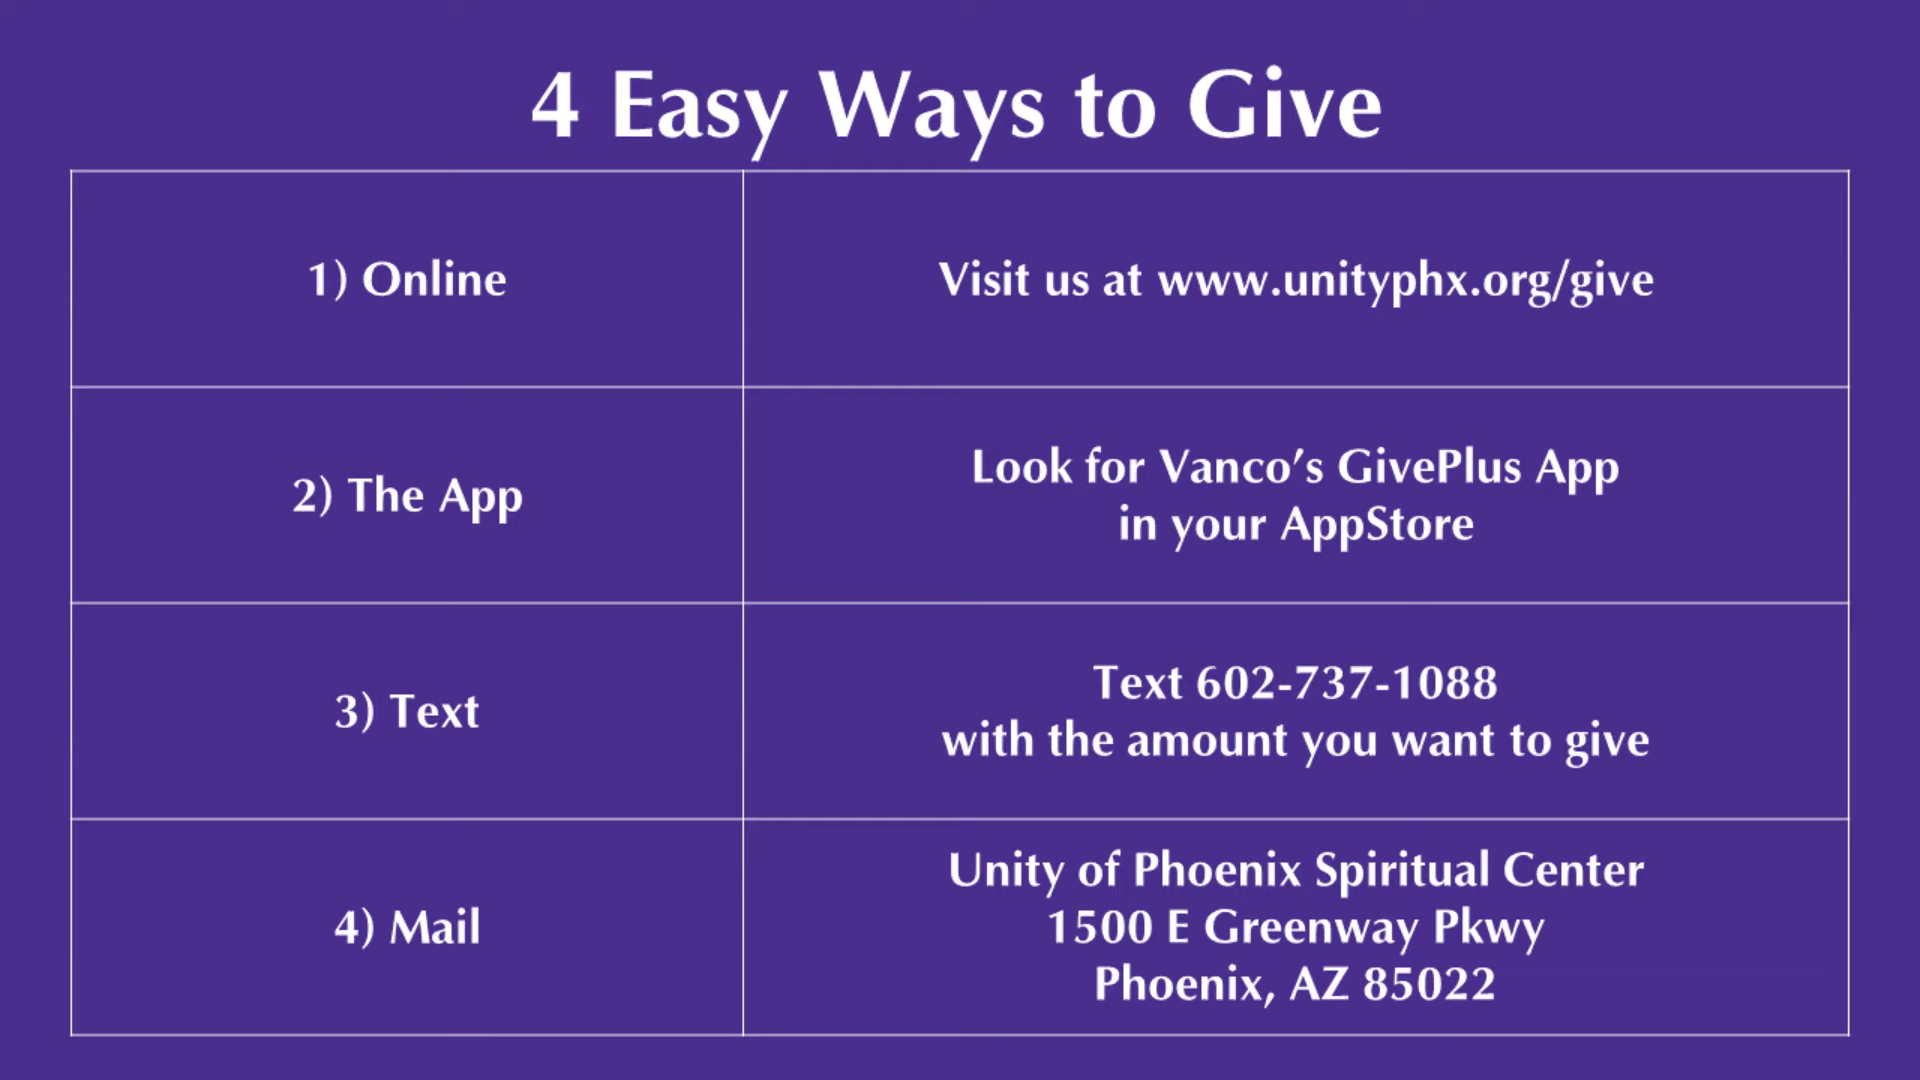 4 Easy Ways to Give
1) Online
Visit us at www.unityphx.org/give
2) The App
Look for Vanco’s GivePlus App
in your AppStore
3) Text
Text 602-737-1088
with the amount you want to give
4) Mail
Unity of Phoenix Spiritual Center
1500 E Greenway Pkwy
Phoenix, AZ 85022